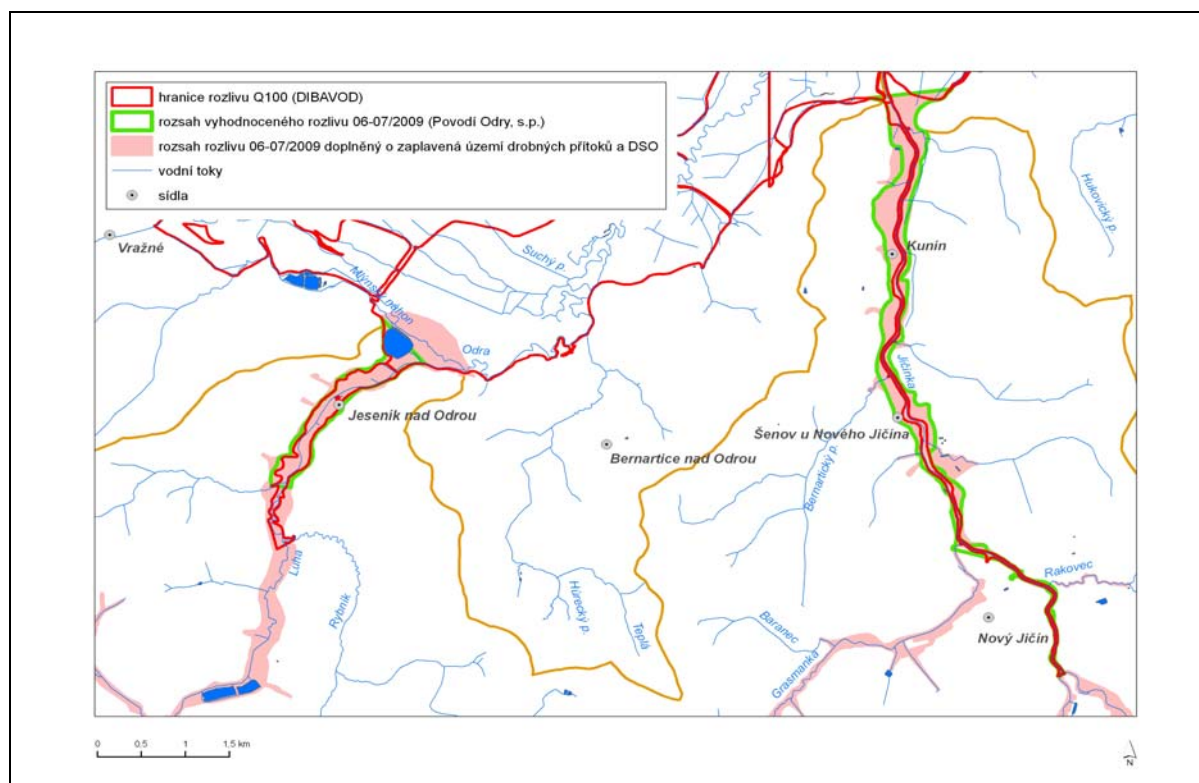 hranice rozlivu Q100 (DIBAVOD)
rozsah vyhodnoceného rozlivu 06-07/2009 (Povodí Odry, s.p.)
rozsah rozlivu 06-07/2009 doplněný o zaplavená území drobných přítoků a DSO
vodní toky
sídla
Vražné
Mlýnský náhon
Suchý p.
Húkovický p.
Kunín
Odra
Jičínka
Jeseník nad Odrou
Šenov u Nového Jičína
Bernartice nad Odrou
Bernartický p.
Luha
Rybník
Hůrecký p.
Teplá
Rakovec
Baranec
Nový Jičín
Grasmanka
0 0,5 1 1,5 km
N